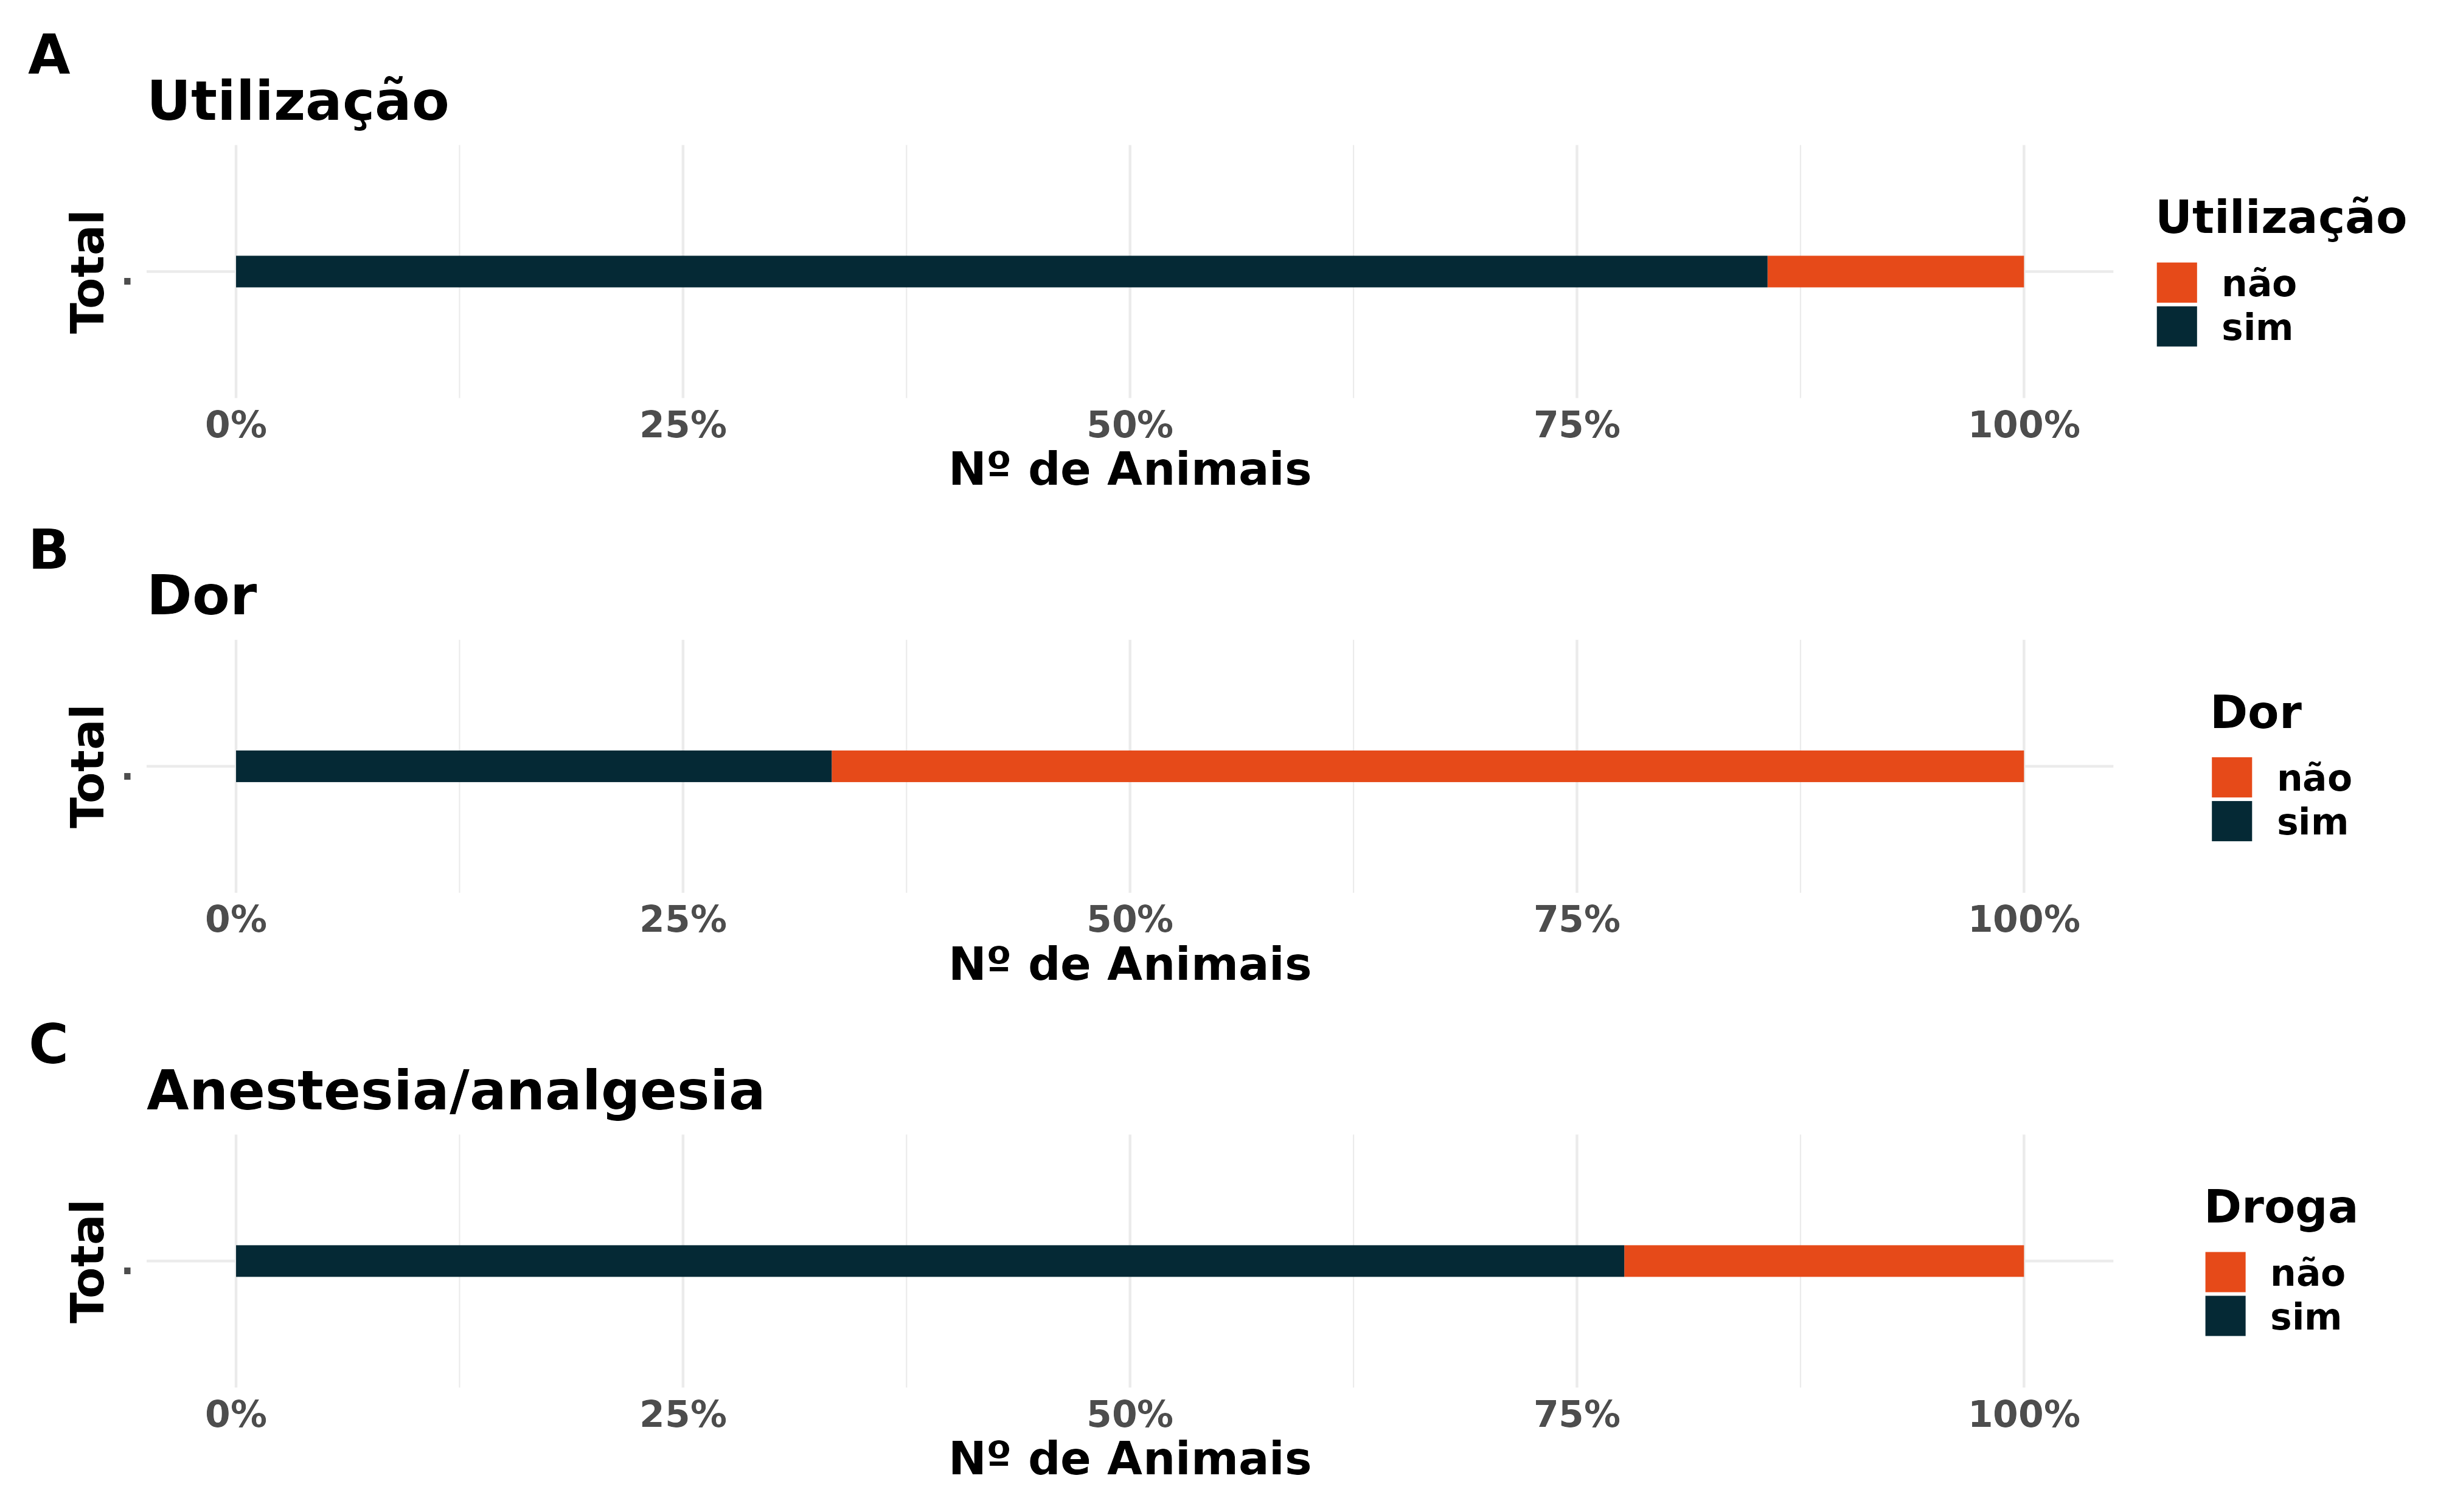 A
Utilização
Total
.
0% 25% 50% 75% 100%
Nº de Animais
Utilização
não
sim
B
Dor
Total
.
0% 25% 50% 75% 100%
Nº de Animais
Dor
não
sim
C
Anestesia/analgesia
Total
.
0% 25% 50% 75% 100%
Nº de Animais
Droga
não
sim